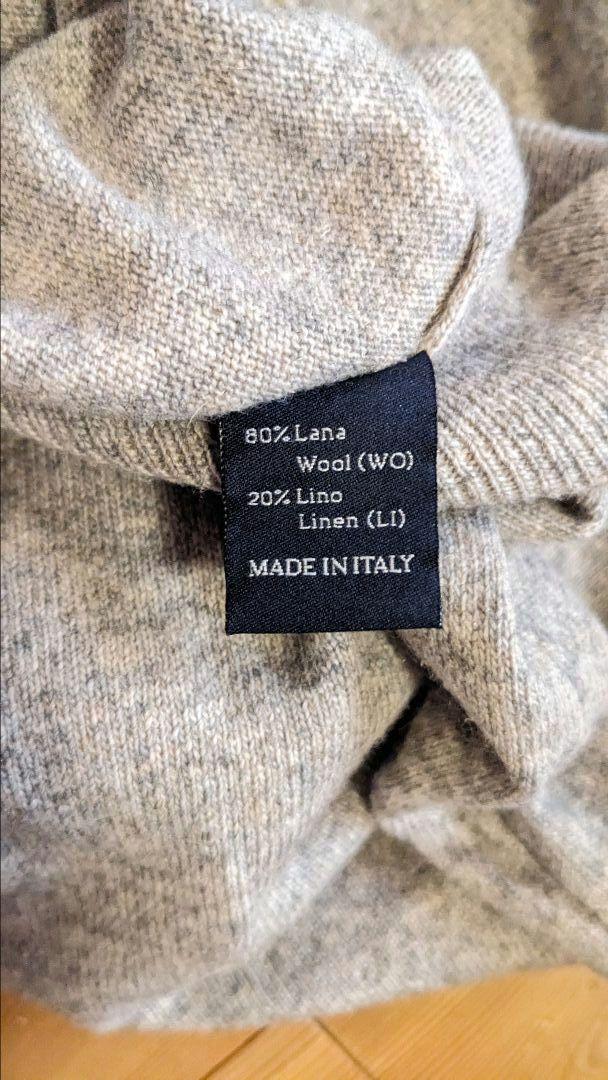 80% Lana
Wool (WO)
20% Lino
Linen (LI)
MADE IN ITALY